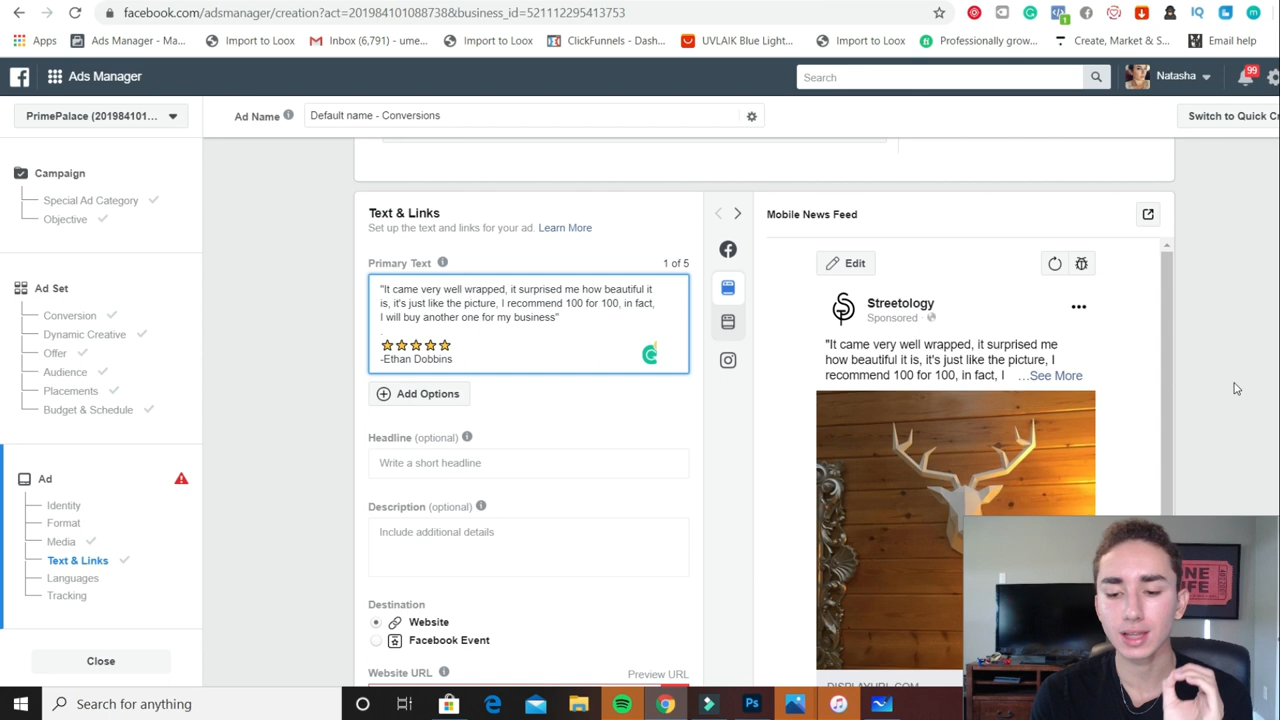 facebook.com/adsmanager/creation?act=201984101088738&business_id=521112295413753
1
Apps
Ads Manager - Ma...
Import to Loox
Inbox (6,791) - ume...
Import to Loox
ClickFunnels - Dash...
UVLAIK Blue Light...
Import to Loox
Professionally grow...
Create, Market & S...
Email help
Ads Manager
Search
Natasha
99
PrimePalace (201984101...
Ad Name
Default name - Conversions
Switch to Quick Cr
Campaign
Special Ad Category
Objective
Ad Set
Conversion
Dynamic Creative
Offer
Audience
Placements
Budget & Schedule
Ad
Identity
Format
Media
Text & Links
Languages
Tracking
Close
Text & Links
Set up the text and links for your ad. Learn More
Primary Text
1 of 5
"It came very well wrapped, it surprised me how beautiful it
is, it's just like the picture, I recommend 100 for 100, in fact,
I will buy another one for my business"
.
-Ethan Dobbins
Add Options
Headline (optional)
Write a short headline
Description (optional)
Include additional details
Destination
Website
Facebook Event
Website URL
Preview URL
Mobile News Feed
Edit
Streetology
Sponsored
"It came very well wrapped, it surprised me
how beautiful it is, it's just like the picture, I
recommend 100 for 100, in fact, I ...See More
DISPLAYURL.COM
ONE
LIFE
Search for anything